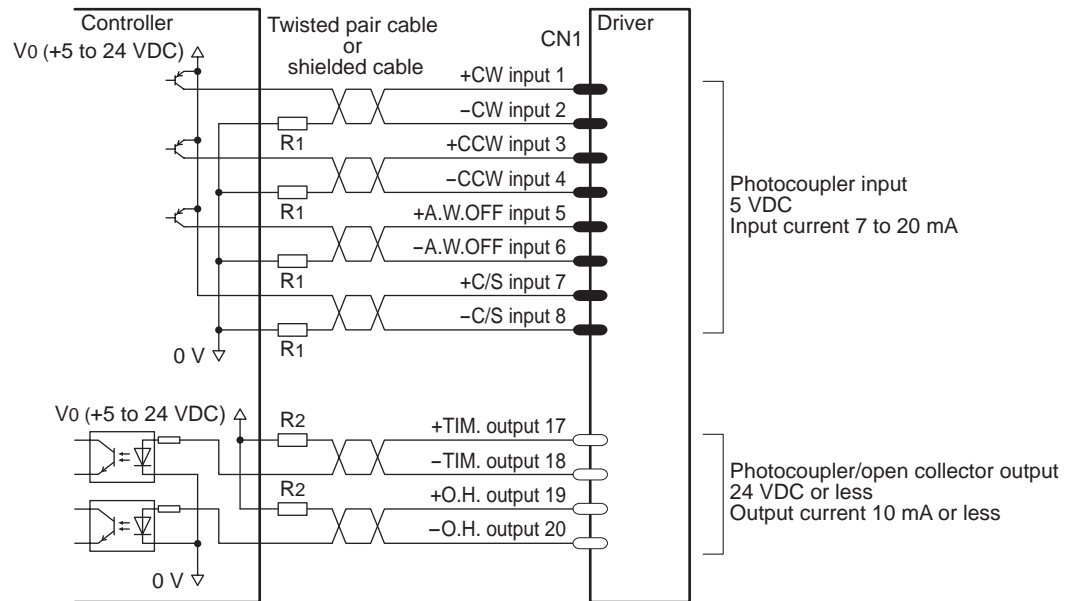 Controller
V0 (+5 to 24 VDC)
Twisted pair cable
or
shielded cable
CN1
Driver
+CW input 1
−CW input 2
R1
+CCW input 3
−CCW input 4
R1
+A.W.OFF input 5
−A.W.OFF input 6
R1
+C/S input 7
−C/S input 8
R1
0 V
Photocoupler input
5 VDC
Input current 7 to 20 mA
V0 (+5 to 24 VDC)
R2
+TIM. output 17
−TIM. output 18
R2
+O.H. output 19
−O.H. output 20
0 V
Photocoupler/open collector output
24 VDC or less
Output current 10 mA or less